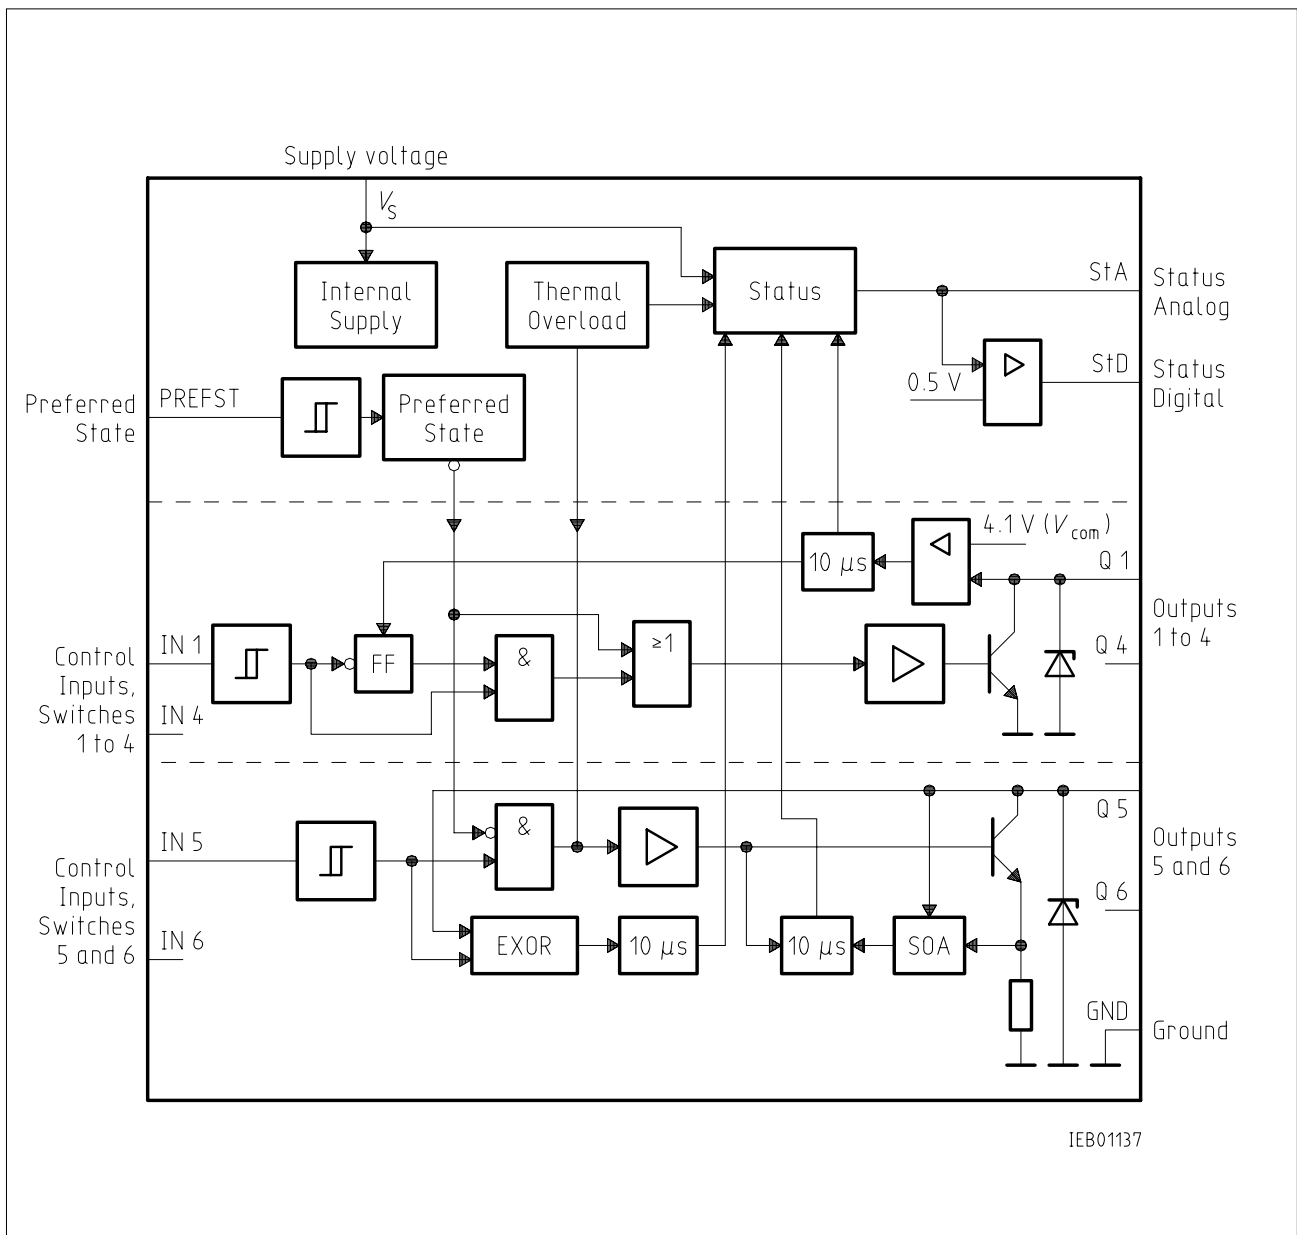 Supply voltage
VS
Internal
Supply
Thermal
Overload
Status
StA
Status
Analog
0.5 V
StD
Status
Digital
Preferred
State
PREFST
Preferred
State
4.1 V (Vcom)
10 µs
Q 1
Outputs
1 to 4
Q 4
Control
Inputs,
Switches
1 to 4
IN 1
IN 4
FF
&
≥1
Q 5
Outputs
5 and 6
Q 6
Control
Inputs,
Switches
5 and 6
IN 5
IN 6
&
EXOR
10 µs
10 µs
SOA
GND
Ground
IEB01137